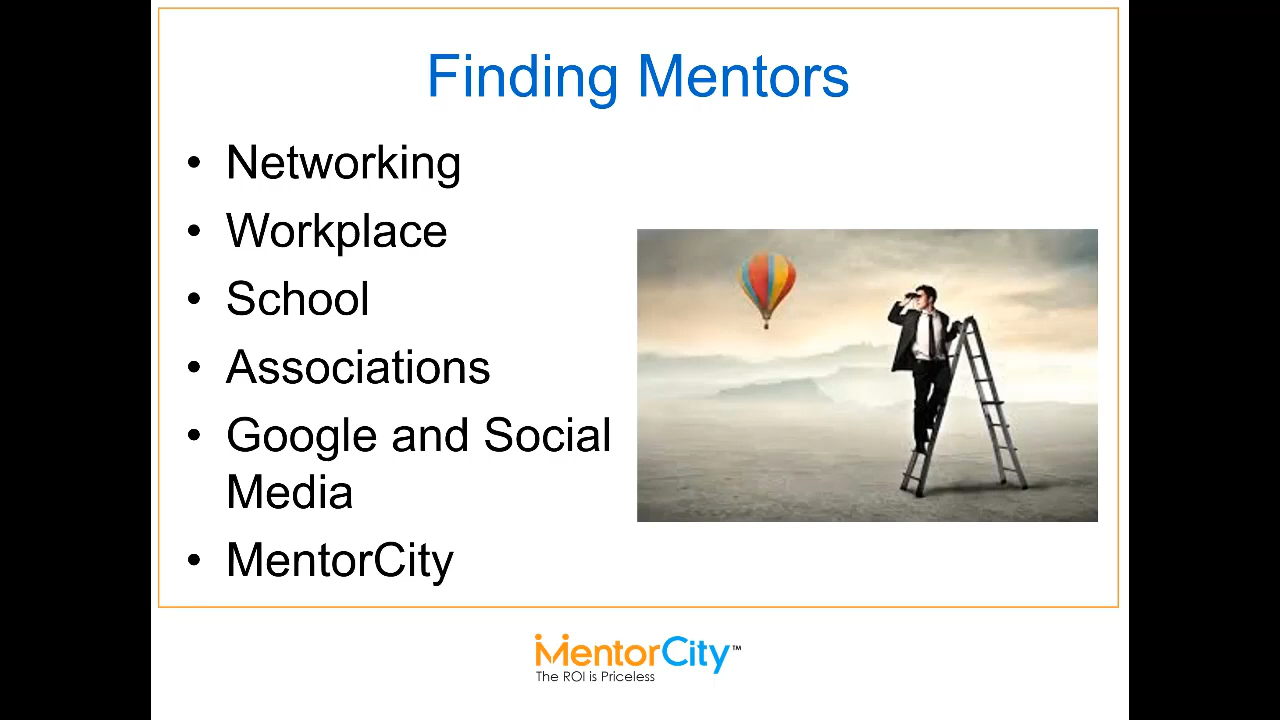 Finding Mentors
• Networking
• Workplace
• School
• Associations
• Google and Social
Media
• MentorCity
MentorCity™
The ROI is Priceless